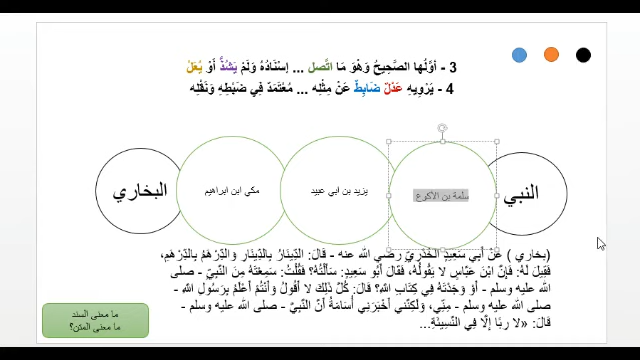 3 - أَوَّلُهَا الصَّحِيحُ وَهْوَ مَا اتَّصَل ... إِسْنَادُهُ وَلَمْ يَشُذَّ أَوْ يُعَلْ
4 - يَرْوِيهِ عَدْلٌ ضَابِطٌ عَنْ مِثْلِهِ ... مُعْتَمَدٌ فِي ضَبْطِهِ وَنَقْلِهِ
النبي
سلمة بن الاكوع
يزيد بن ابي عبيد
مكي ابن ابراهيم
البخاري
(بخاري ) عَنْ أَبي سَعِيدٍ الْخُدْرِيِّ رضي الله عنه - قَالَ: الدِّينَارُ بِالدِّينَارِ وَالدِّرْهَمُ بِالدِّرْهَمِ،
فَقِيلَ لَهُ: فَإِنَّ ابْنَ عَبَّاسٍ لَا يَقُولُهُ، فَقَالَ أَبُو سَعِيدٍ: سَأَلْتُهُ؟ فَقُلْتُ: سَمِعْتَهُ مِنَ النَّبِيِّ - صلى
الله عليه وسلم - أَوْ وَجَدْتَهُ فِي كِتَابِ اللهِ؟ قَالَ: كُلَّ ذَلِكَ لَا أَقُولُ وَأَنْتُمْ أَعْلَمُ بِرَسُولِ اللهِ -
صلى الله عليه وسلم - مِنِّي، وَلَكِنَّنِي أَخْبَرَنِي أُسَامَةُ أَنَّ النَّبِيَّ - صلى الله عليه وسلم -
قَالَ: «لَا رِبًا إِلَّا فِي النَّسِيئَةِ...
ما معنى السند
ما معنى المتن؟